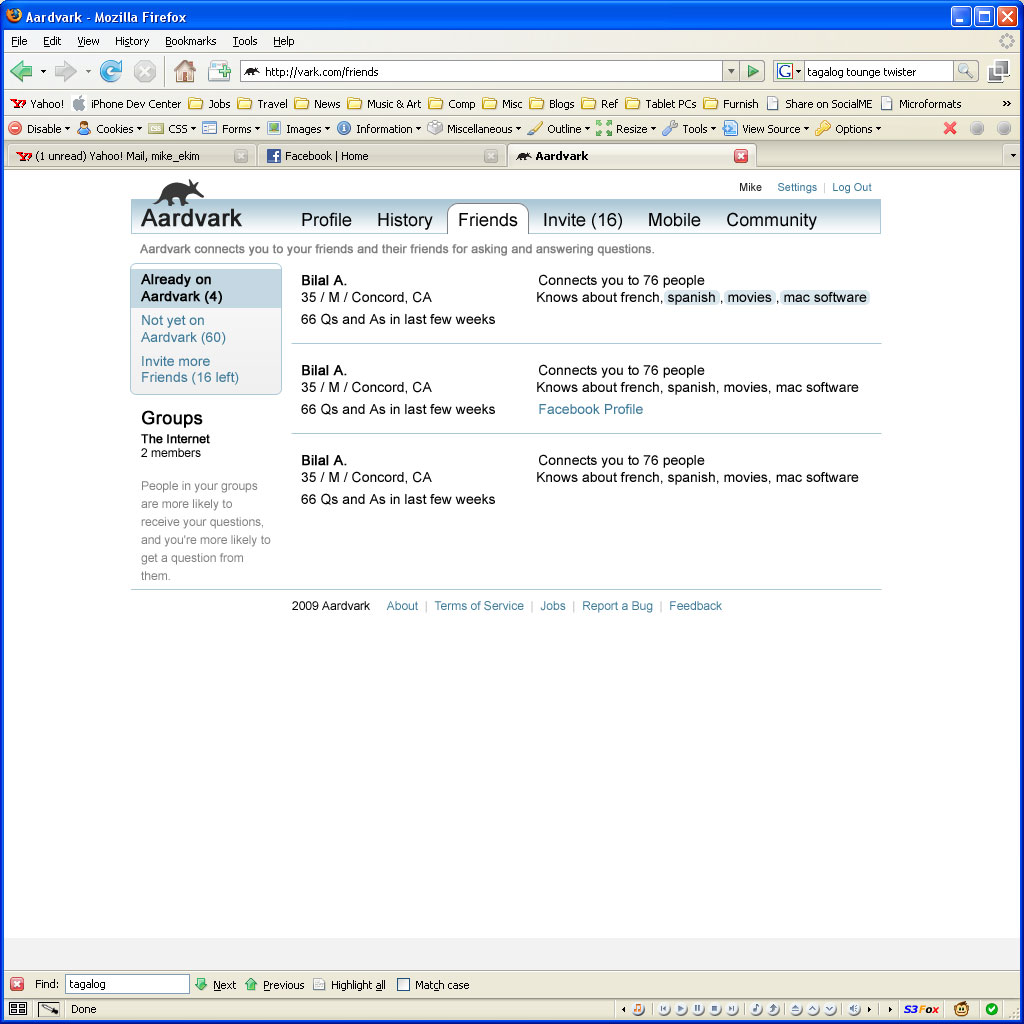 Aardvark - Mozilla Firefox
File Edit View History Bookmarks Tools Help
http://vark.com/friends G tagalog tounge twister
Yahoo! iPhone Dev Center Jobs Travel News Music & Art Comp Misc Blogs Ref Tablet PCs Furnish Share on SocialME Microformats »
Disable Cookies CSS Forms Images Information Miscellaneous Outline Resize Tools View Source Options
(1 unread) Yahoo! Mail, mike_ekim Facebook | Home Aardvark
Mike Settings | Log Out
Aardvark Profile History Friends Invite (16) Mobile Community
Aardvark connects you to your friends and their friends for asking and answering questions.
Already on
Aardvark (4)
Not yet on
Aardvark (60)
Invite more
Friends (16 left)
Groups
The Internet
2 members
People in your groups
are more likely to
receive your questions,
and you're more likely to
get a question from
them.
Bilal A. Connects you to 76 people
35 / M / Concord, CA Knows about french, spanish , movies , mac software
66 Qs and As in last few weeks
Bilal A. Connects you to 76 people
35 / M / Concord, CA Knows about french, spanish, movies, mac software
66 Qs and As in last few weeks Facebook Profile
Bilal A. Connects you to 76 people
35 / M / Concord, CA Knows about french, spanish, movies, mac software
66 Qs and As in last few weeks
2009 Aardvark About | Terms of Service | Jobs | Report a Bug | Feedback
Find: tagalog Next Previous Highlight all Match case
Done S3Fox